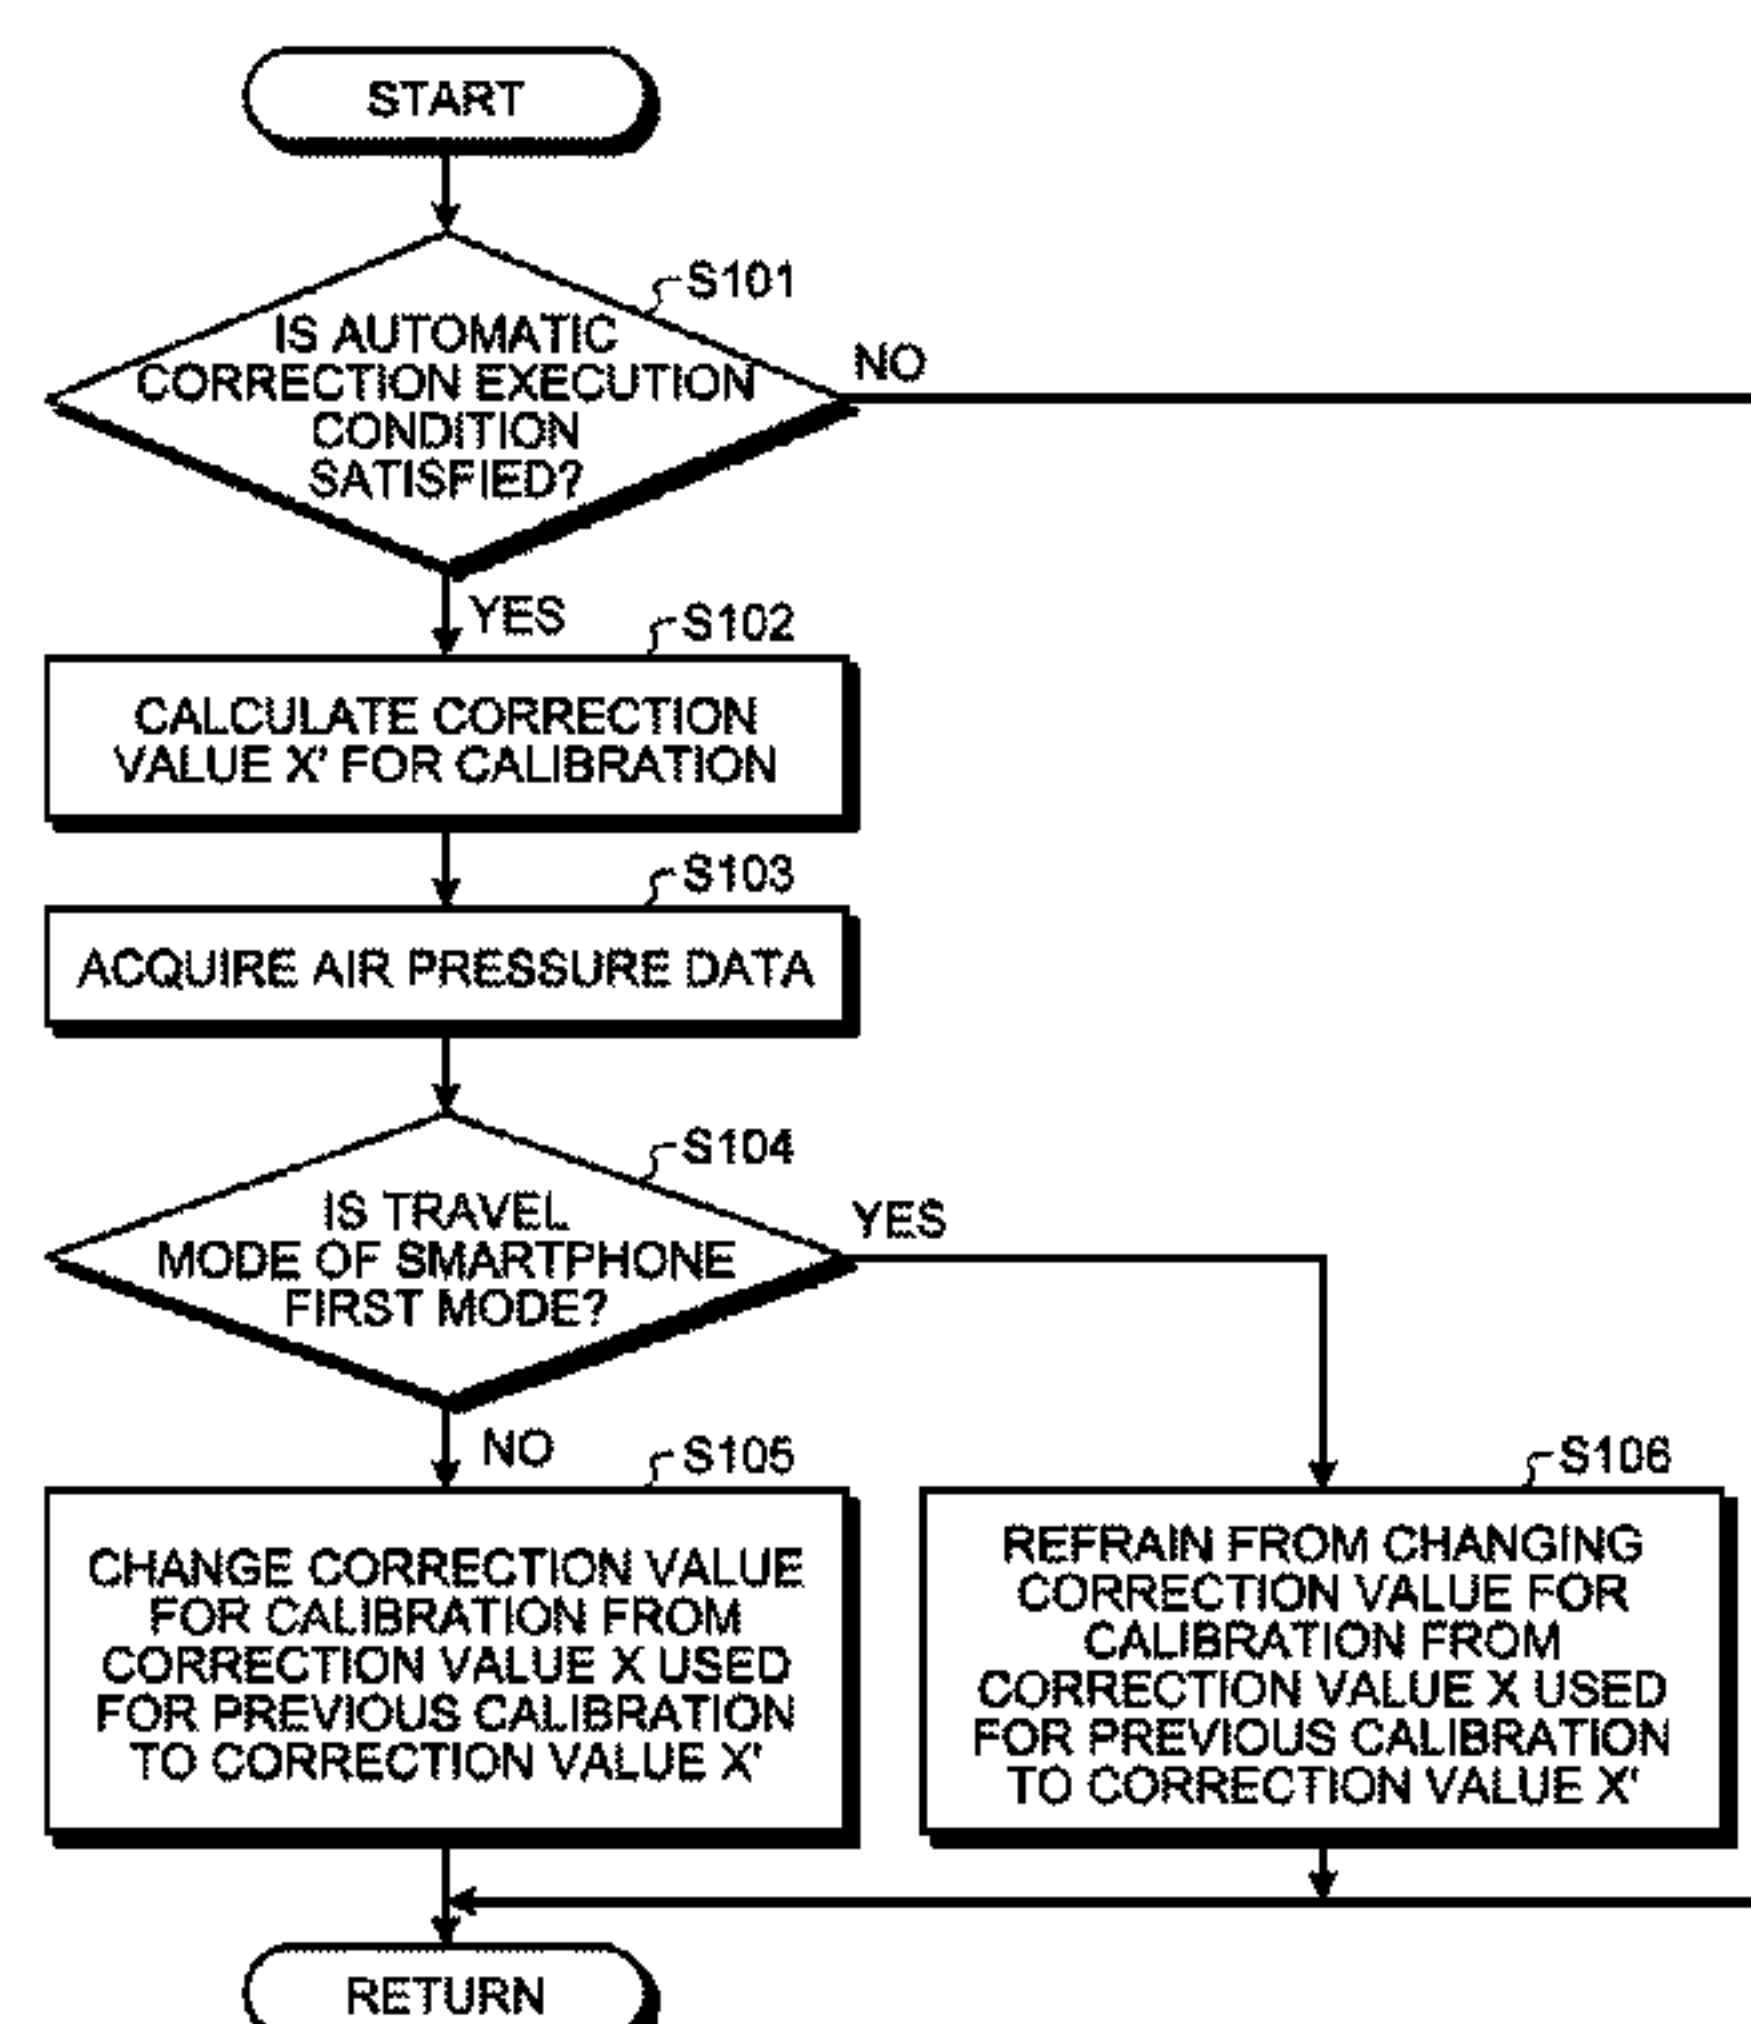 START
S101
IS AUTOMATIC
CORRECTION EXECUTION
CONDITION
SATISFIED?
NO
YES
S102
CALCULATE CORRECTION
VALUE X' FOR CALIBRATION
S103
ACQUIRE AIR PRESSURE DATA
S104
IS TRAVEL
MODE OF SMARTPHONE
FIRST MODE?
YES
NO
S105
CHANGE CORRECTION VALUE
FOR CALIBRATION FROM
CORRECTION VALUE X USED
FOR PREVIOUS CALIBRATION
TO CORRECTION VALUE X'
S106
REFRAIN FROM CHANGING
CORRECTION VALUE FOR
CALIBRATION FROM
CORRECTION VALUE X USED
FOR PREVIOUS CALIBRATION
TO CORRECTION VALUE X'
RETURN